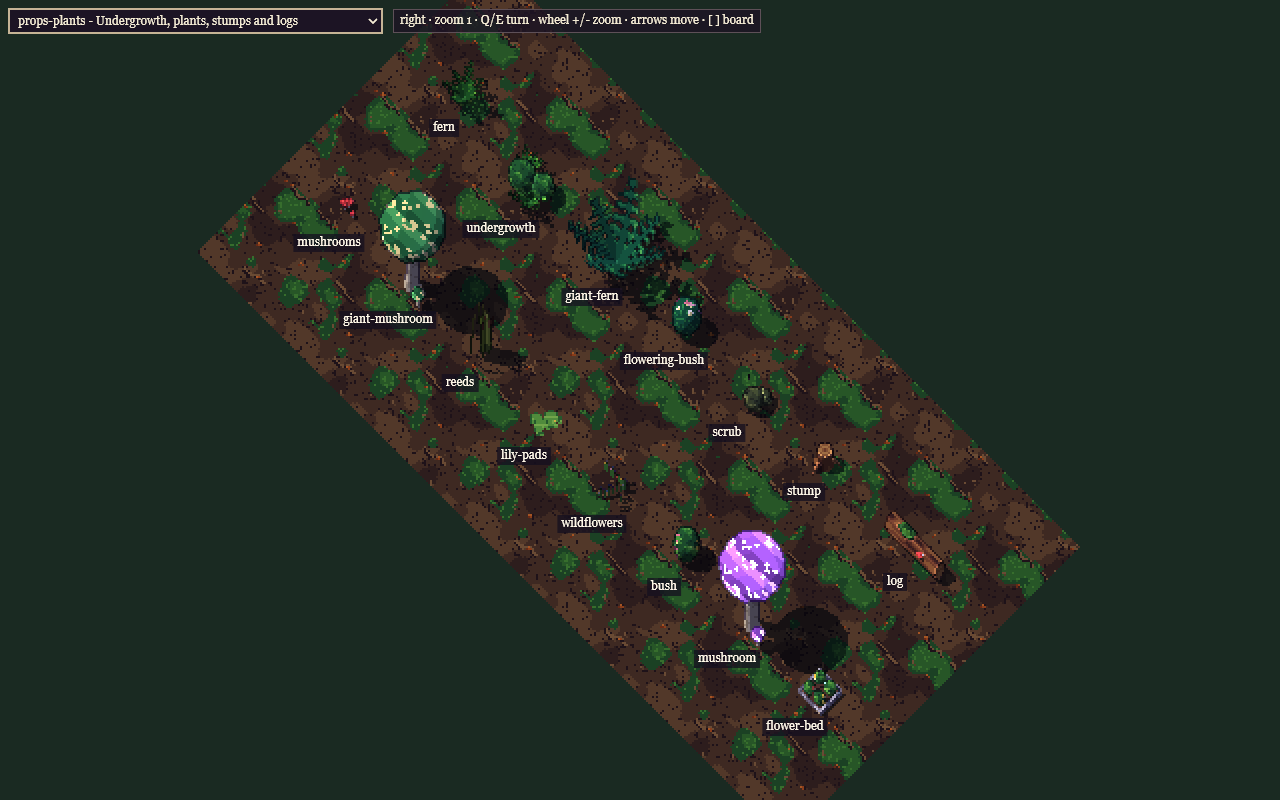 props-plants - Undergrowth, plants, stumps and logs
right · zoom 1 · Q/E turn · wheel +/- zoom · arrows move · [ ] board
fern
undergrowth
mushrooms
giant-fern
giant-mushroom
flowering-bush
reeds
scrub
lily-pads
stump
wildflowers
log
bush
mushroom
flower-bed